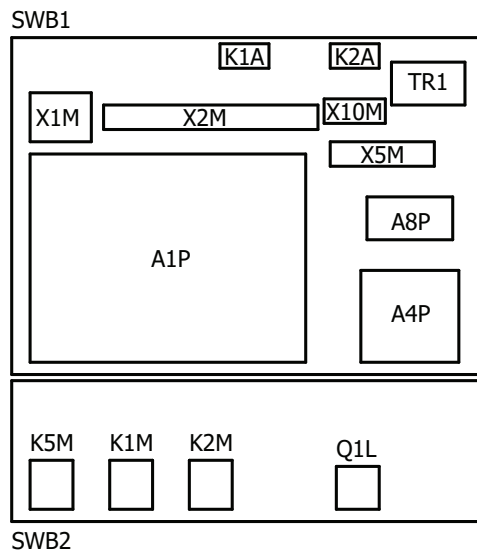 SWB1
K1A
K2A
TR1
X1M
X2M
X10M
X5M
A8P
A1P
A4P
K5M
K1M
K2M
Q1L
SWB2